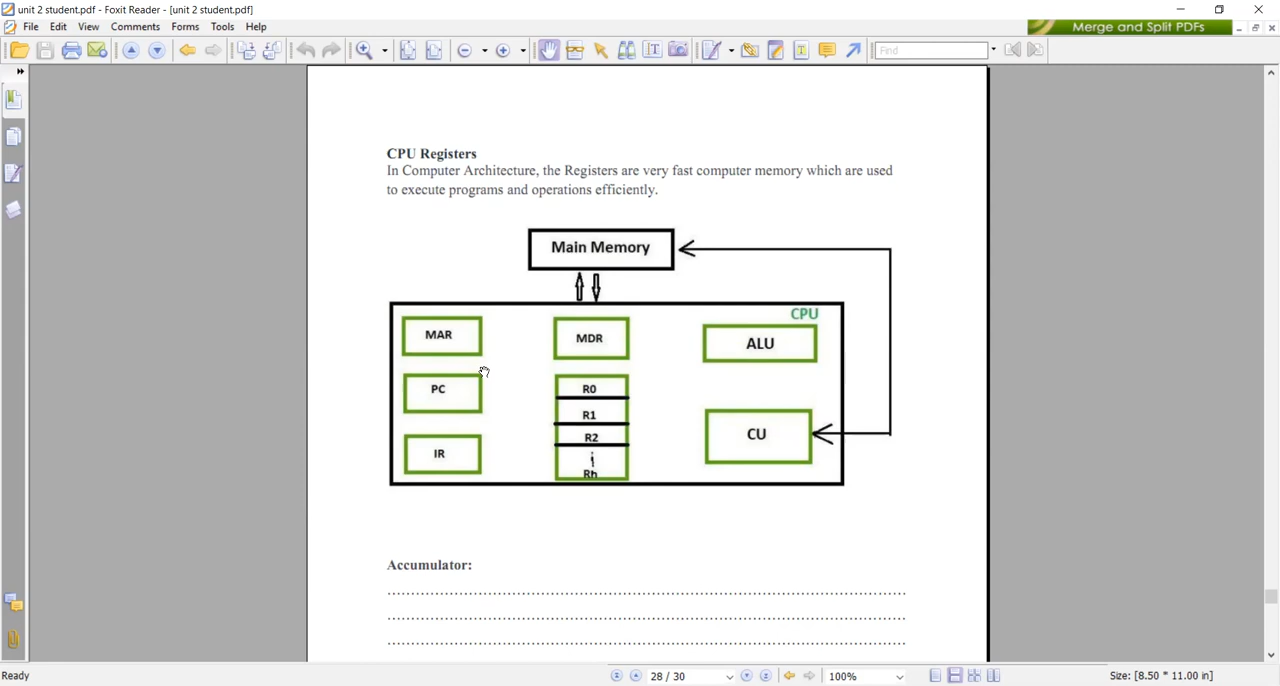 unit 2 student.pdf - Foxit Reader - [unit 2 student.pdf]
File Edit View Comments Forms Tools Help
Merge and Split PDFs
Find
CPU Registers
In Computer Architecture, the Registers are very fast computer memory which are used
to execute programs and operations efficiently.
Main Memory
CPU
MAR
MDR
ALU
PC
R0
R1
R2
CU
IR
Rn
Accumulator:
Ready
28 / 30
100%
Size: [8.50 * 11.00 in]